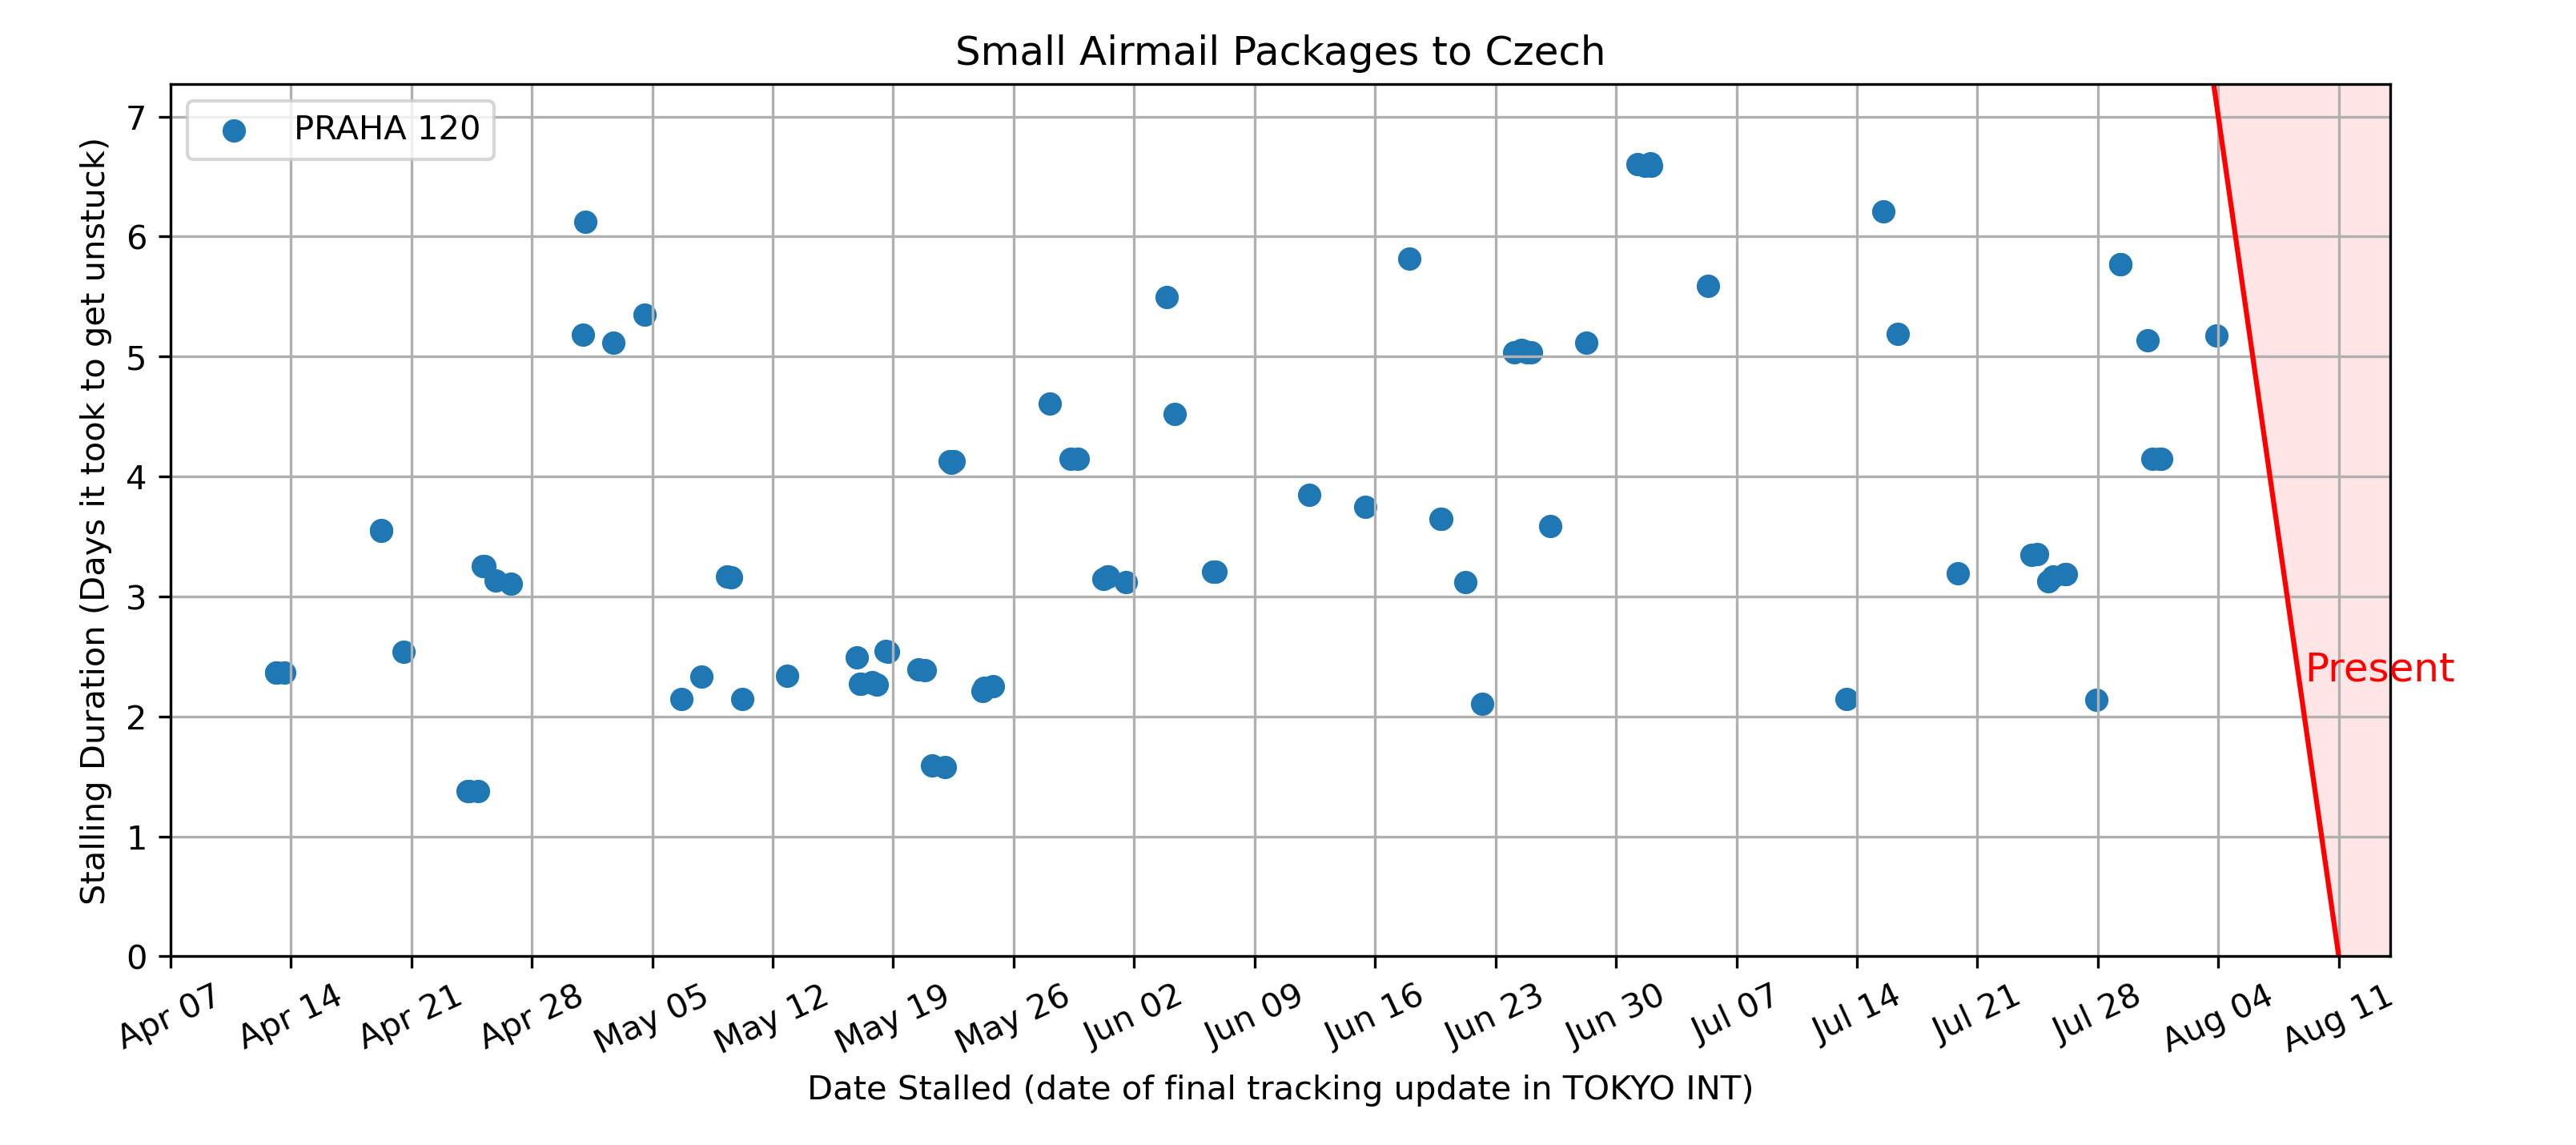 Small Airmail Packages to Czech
PRAHA 120
Stalling Duration (Days it took to get unstuck)
7
6
5
4
3
2
1
0
Present
Apr 07
Apr 14
Apr 21
Apr 28
May 05
May 12
May 19
May 26
Jun 02
Jun 09
Jun 16
Jun 23
Jun 30
Jul 07
Jul 14
Jul 21
Jul 28
Aug 04
Aug 11
Date Stalled (date of final tracking update in TOKYO INT)